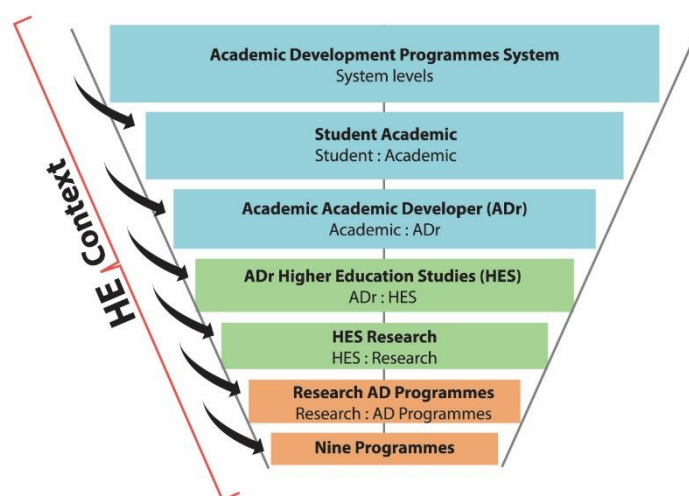 Academic Development Programmes System
System levels
Student Academic
Student : Academic
Academic Academic Developer (ADr)
Academic : ADr
ADr Higher Education Studies (HES)
ADr : HES
HES Research
HES : Research
Research AD Programmes
Research : AD Programmes
Nine Programmes
HE Context